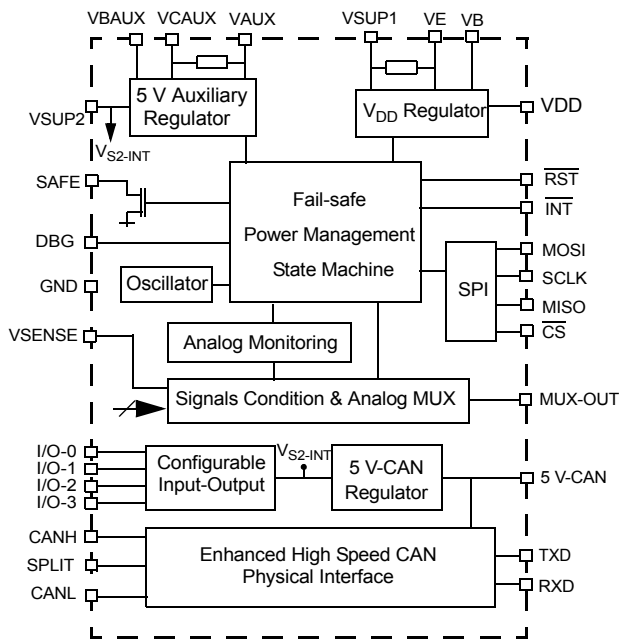 VBAUX VCAUX VAUX VSUP1 VE VB
5 V Auxiliary
Regulator
V_DD Regulator
VDD
VSUP2
V_S2-INT
SAFE
RST
INT
Fail-safe
Power Management
State Machine
DBG
MOSI
SCLK
MISO
CS
SPI
GND
Oscillator
VSENSE
Analog Monitoring
Signals Condition & Analog MUX
MUX-OUT
I/O-0
I/O-1
I/O-2
I/O-3
Configurable
Input-Output
V_S2-INT
5 V-CAN
Regulator
5 V-CAN
CANH
SPLIT
CANL
Enhanced High Speed CAN
Physical Interface
TXD
RXD